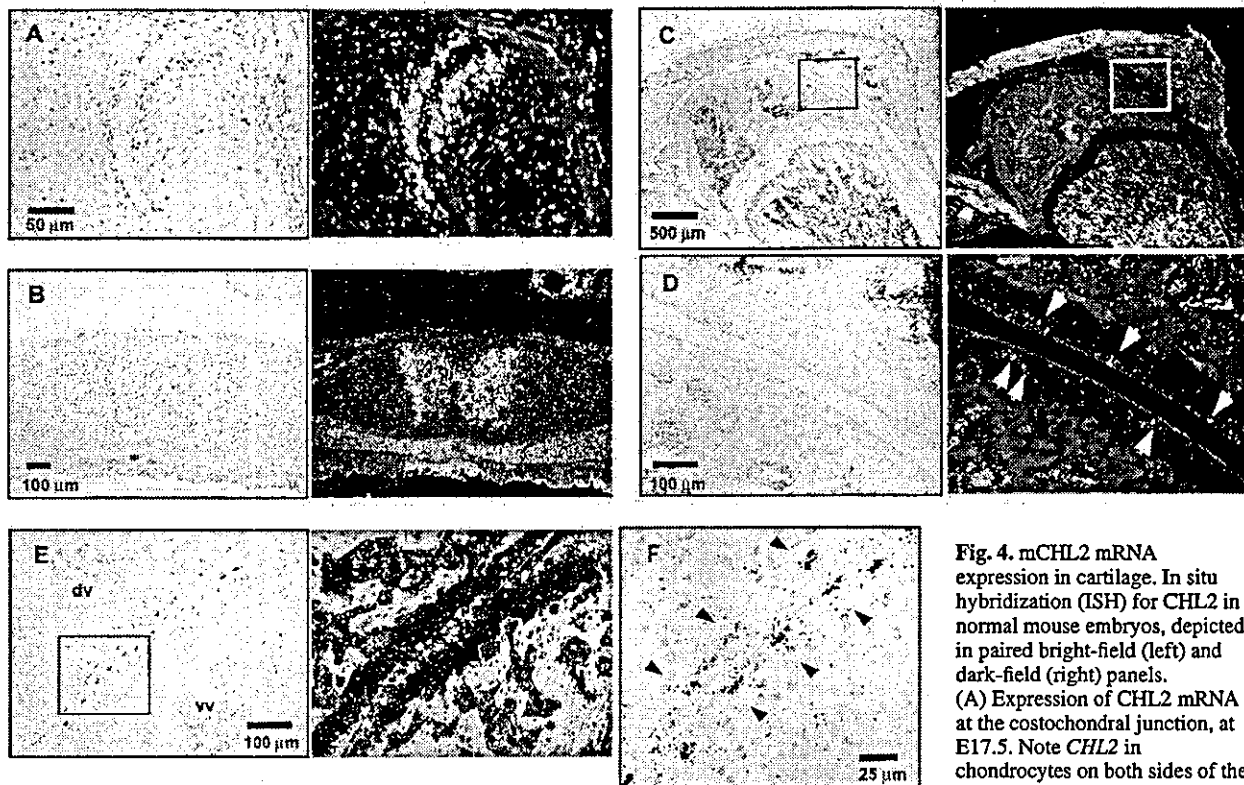 A
50 µm
C
500 µm
B
*
100 µm
D
100 µm
E
dv
vv
100 µm
F
25 µm
Fig. 4. mCHL2 mRNA
expression in cartilage. In situ
hybridization (ISH) for CHL2 in
normal mouse embryos, depicted
in paired bright-field (left) and
dark-field (right) panels.
(A) Expression of CHL2 mRNA
at the costochondral junction, at
E17.5. Note CHL2 in
chondrocytes on both sides of the